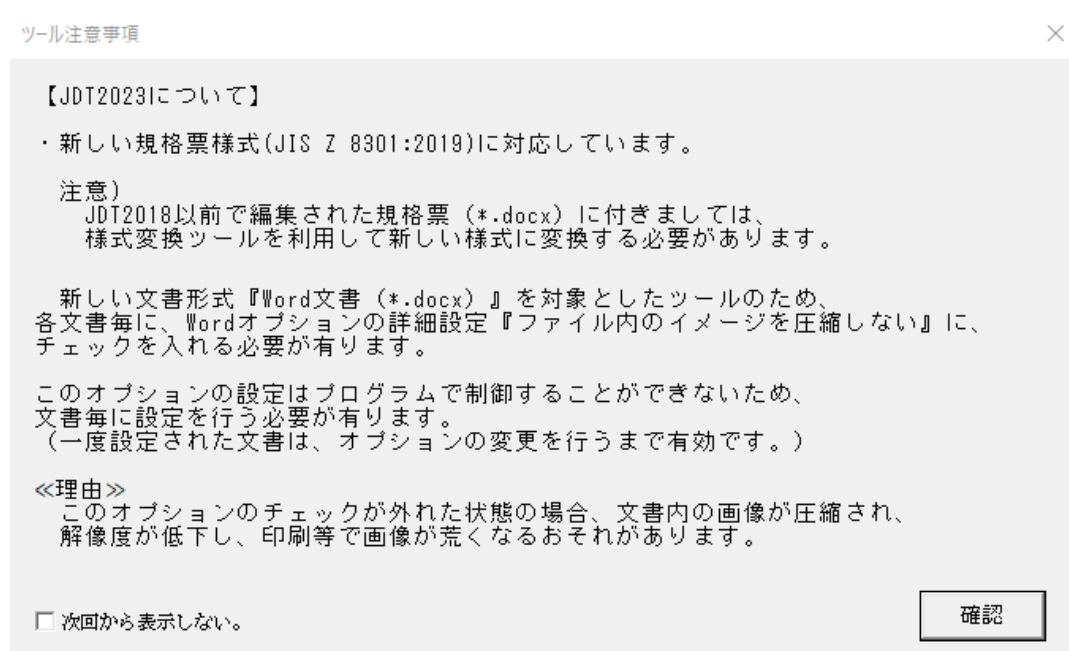 ツール注意事項
【JDT2023について】
・新しい規格票様式(JIS Z 8301:2019)に対応しています。
注意)
JDT2018以前で編集された規格票（*.docx）に付きましては、
様式変換ツールを利用して新しい様式に変換する必要があります。
新しい文書形式『Word文書（*.docx）』を対象としたツールのため、
各文書毎に、Wordオプションの詳細設定『ファイル内のイメージを圧縮しない』に、
チェックを入れる必要が有ります。
このオプションの設定はプログラムで制御することができないため、
文書毎に設定を行う必要が有ります。
（一度設定された文書は、オプションの変更を行うまで有効です。）
≪理由≫
このオプションのチェックが外れた状態の場合、文書内の画像が圧縮され、
解像度が低下し、印刷等で画像が荒くなるおそれがあります。
次回から表示しない。
確認